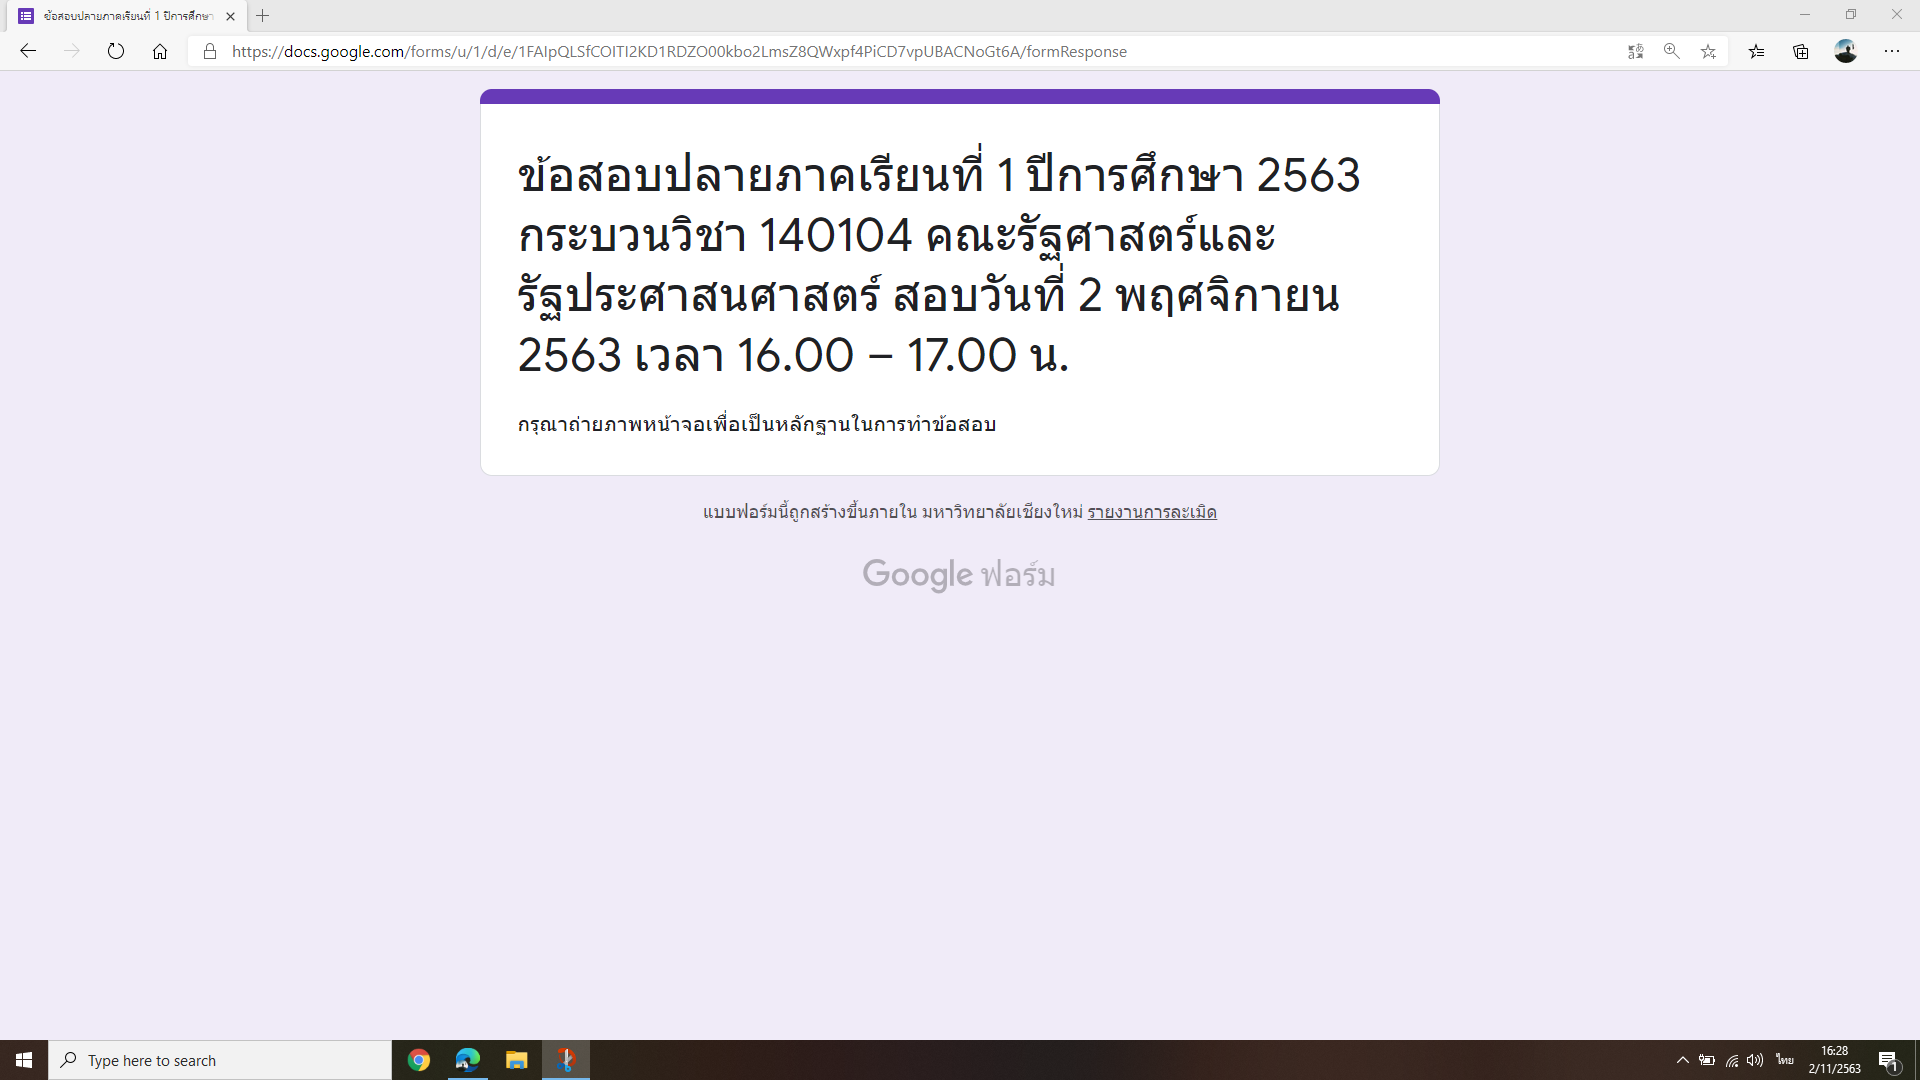 ข้อสอบปลายภาคเรียนที่ 1 ปีการศึกษา
https://docs.google.com/forms/u/1/d/e/1FAIpQLSfCOITI2KD1RDZO00kbo2LmsZ8QWxpf4PiCD7vpUBACNoGt6A/formResponse
ข้อสอบปลายภาคเรียนที่ 1 ปีการศึกษา 2563
กระบวนวิชา 140104 คณะรัฐศาสตร์และ
รัฐประศาสนศาสตร์ สอบวันที่ 2 พฤศจิกายน
2563 เวลา 16.00 – 17.00 น.
กรุณาถ่ายภาพหน้าจอเพื่อเป็นหลักฐานในการทำข้อสอบ
แบบฟอร์มนี้ถูกสร้างขึ้นภายใน มหาวิทยาลัยเชียงใหม่ รายงานการละเมิด
Google ฟอร์ม
Type here to search
ไทย
16:28
2/11/2563
1